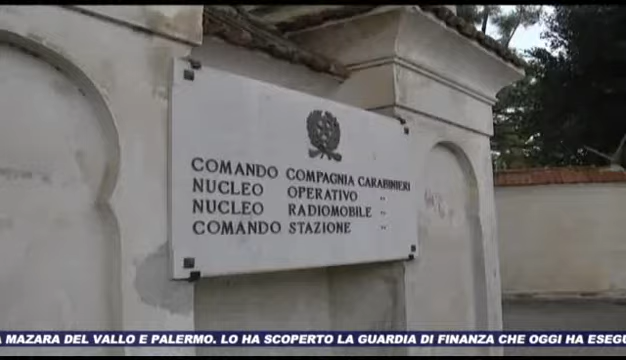 COMANDO COMPAGNIA CARABINIERI
NUCLEO OPERATIVO "
NUCLEO RADIOMOBILE "
COMANDO STAZIONE "
A MAZARA DEL VALLO E PALERMO. LO HA SCOPERTO LA GUARDIA DI FINANZA CHE OGGI HA ESEGU